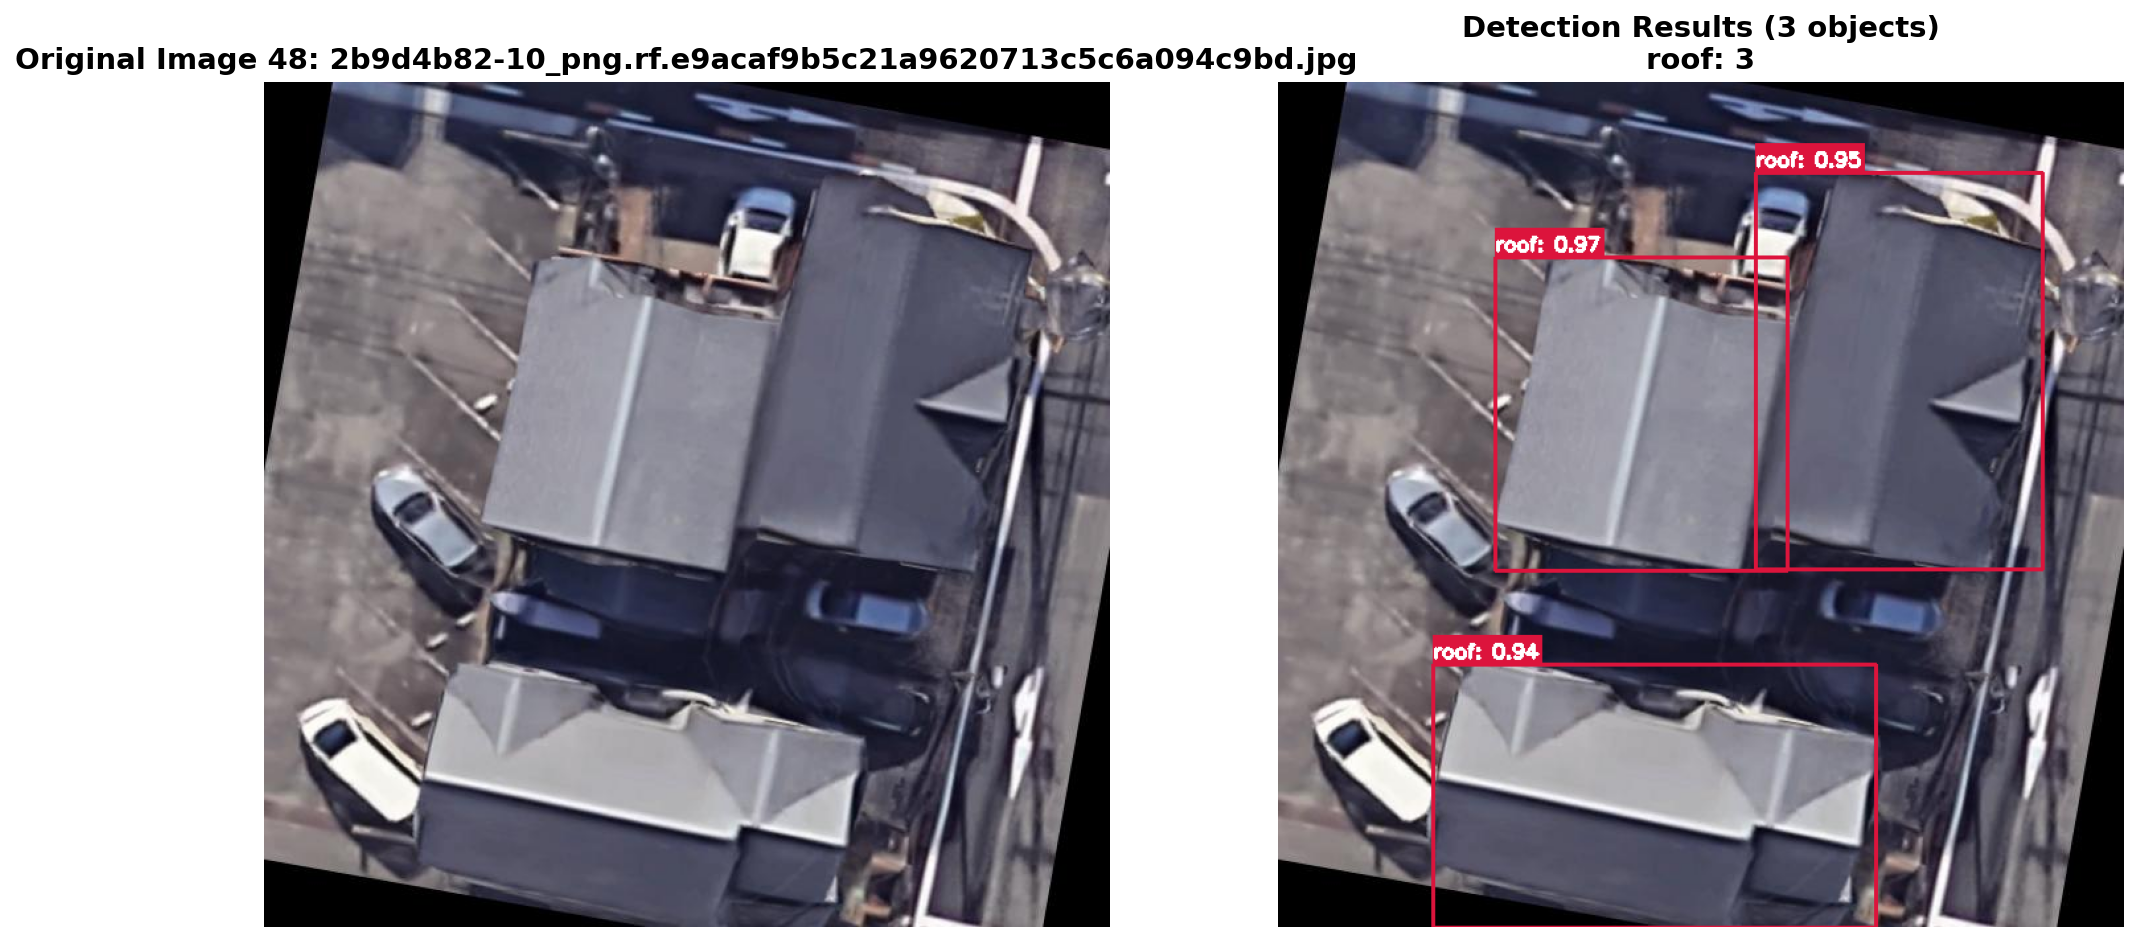 Original Image 48: 2b9d4b82-10_png.rf.e9acaf9b5c21a9620713c5c6a094c9bd.jpg
Detection Results (3 objects)
roof: 3
roof: 0.95
roof: 0.97
roof: 0.94